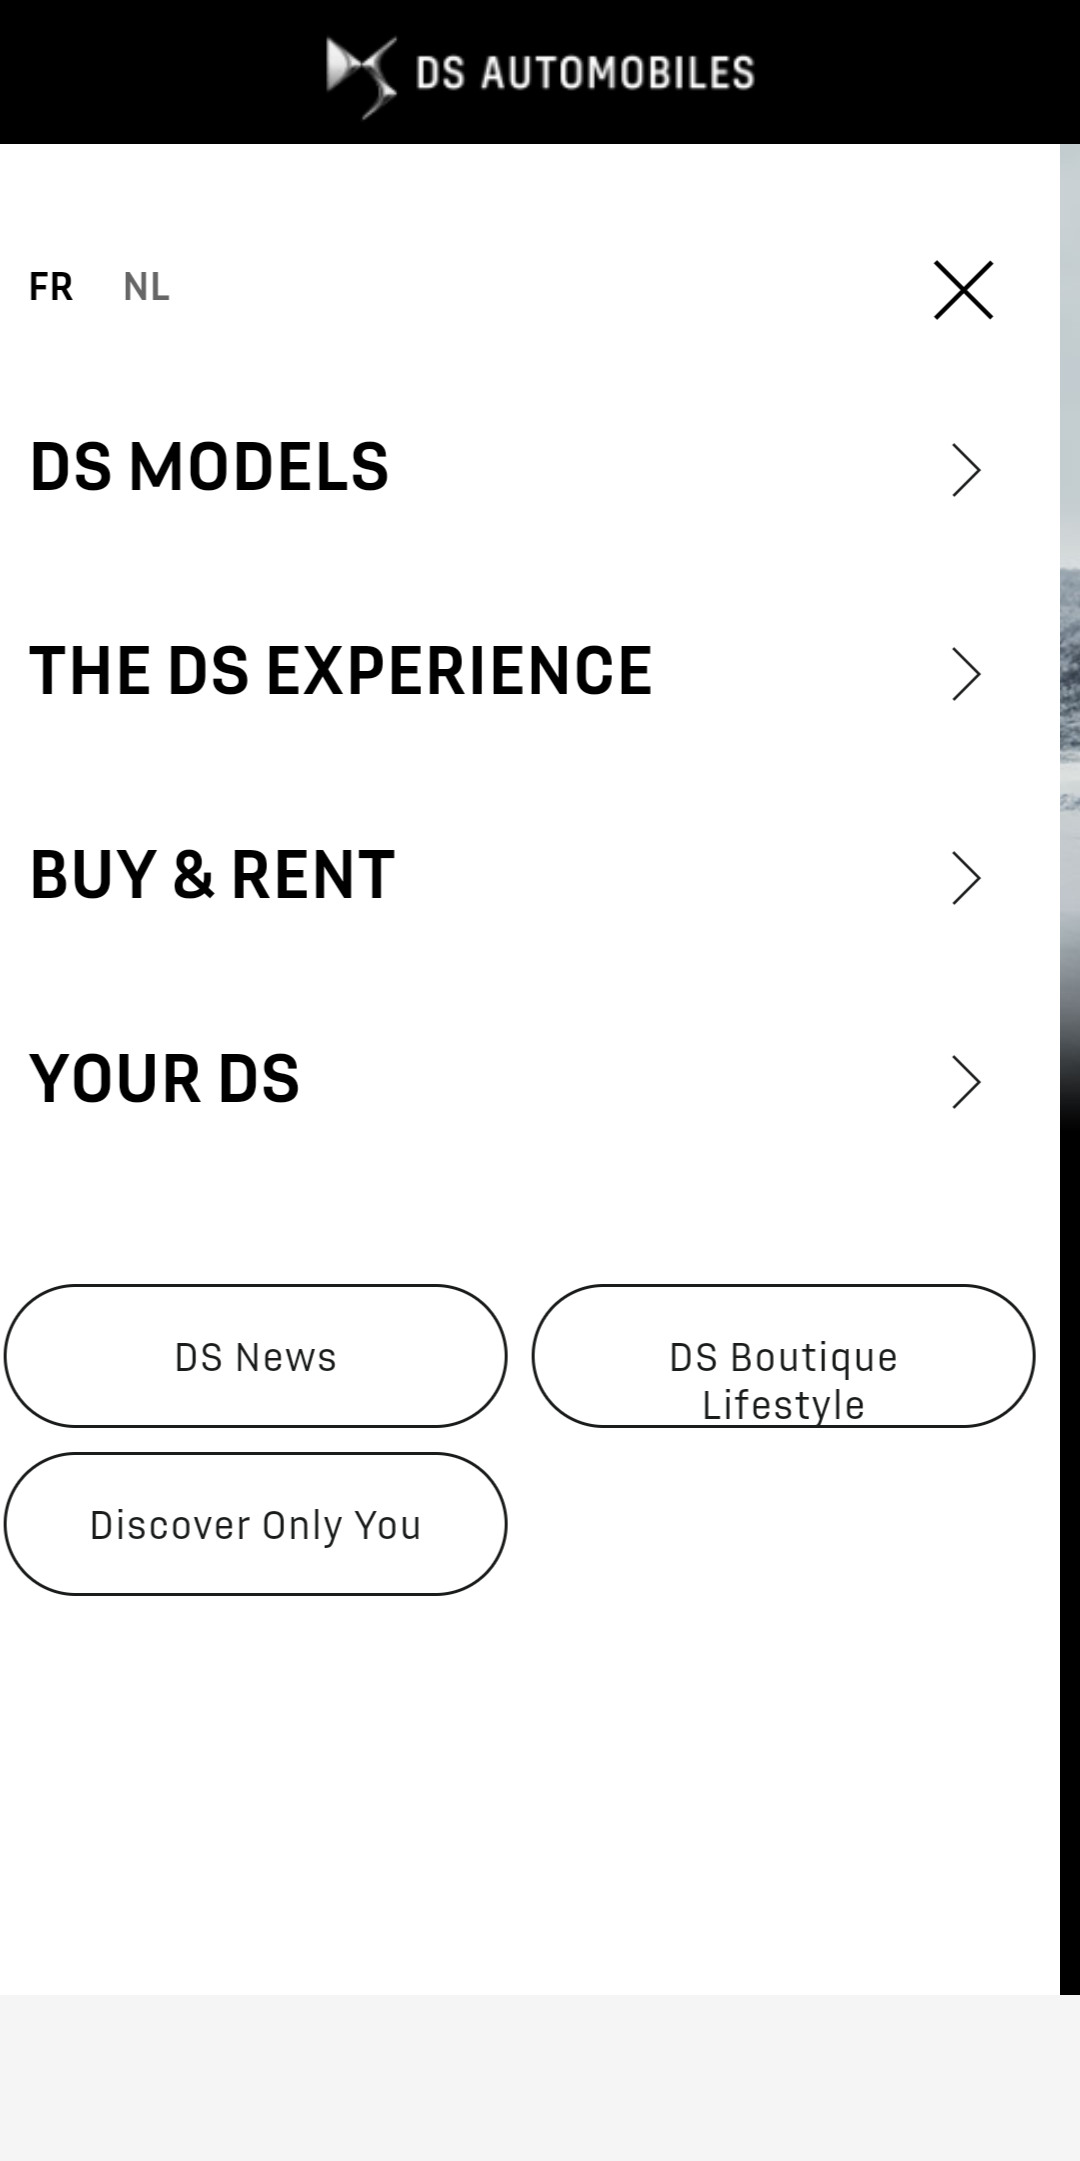 DS AUTOMOBILES
FR NL
DS MODELS
THE DS EXPERIENCE
BUY & RENT
YOUR DS
DS News
DS Boutique
Lifestyle
Discover Only You